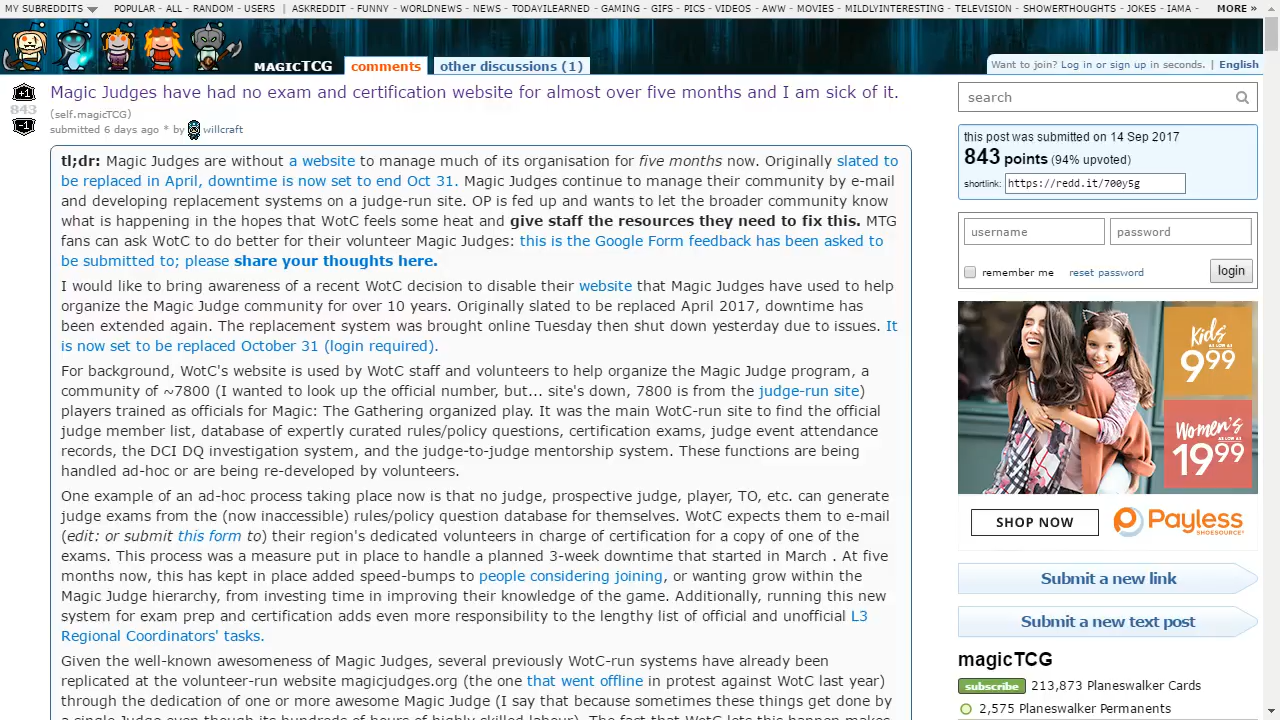 MY SUBREDDITS POPULAR - ALL - RANDOM - USERS | ASKREDDIT - FUNNY - WORLDNEWS - NEWS - TODAYILEARNED - GAMING - GIFS - PICS - VIDEOS - AWW - MOVIES - MILDLYINTERESTING - TELEVISION - SHOWERTHOUGHTS - JOKES - IAMA - MORE »
MAGICTCG comments other discussions (1)
Want to join? Log in or sign up in seconds. | English
+1
843
-1
Magic Judges have had no exam and certification website for almost over five months and I am sick of it.
(self.magicTCG)
submitted 6 days ago * by willcraft
tl;dr: Magic Judges are without a website to manage much of its organisation for five months now. Originally slated to
be replaced in April, downtime is now set to end Oct 31. Magic Judges continue to manage their community by e-mail
and developing replacement systems on a judge-run site. OP is fed up and wants to let the broader community know
what is happening in the hopes that WotC feels some heat and give staff the resources they need to fix this. MTG
fans can ask WotC to do better for their volunteer Magic Judges: this is the Google Form feedback has been asked to
be submitted to; please share your thoughts here.
I would like to bring awareness of a recent WotC decision to disable their website that Magic Judges have used to help
organize the Magic Judge community for over 10 years. Originally slated to be replaced April 2017, downtime has
been extended again. The replacement system was brought online Tuesday then shut down yesterday due to issues. It
is now set to be replaced October 31 (login required).
For background, WotC's website is used by WotC staff and volunteers to help organize the Magic Judge program, a
community of ~7800 (I wanted to look up the official number, but... site's down, 7800 is from the judge-run site)
players trained as officials for Magic: The Gathering organized play. It was the main WotC-run site to find the official
judge member list, database of expertly curated rules/policy questions, certification exams, judge event attendance
records, the DCI DQ investigation system, and the judge-to-judge mentorship system. These functions are being
handled ad-hoc or are being re-developed by volunteers.
One example of an ad-hoc process taking place now is that no judge, prospective judge, player, TO, etc. can generate
judge exams from the (now inaccessible) rules/policy question database for themselves. WotC expects them to e-mail
(edit: or submit this form to) their region's dedicated volunteers in charge of certification for a copy of one of the
exams. This process was a measure put in place to handle a planned 3-week downtime that started in March . At five
months now, this has kept in place added speed-bumps to people considering joining, or wanting grow within the
Magic Judge hierarchy, from investing time in improving their knowledge of the game. Additionally, running this new
system for exam prep and certification adds even more responsibility to the lengthy list of official and unofficial L3
Regional Coordinators' tasks.
Given the well-known awesomeness of Magic Judges, several previously WotC-run systems have already been
replicated at the volunteer-run website magicjudges.org (the one that went offline in protest against WotC last year)
through the dedication of one or more awesome Magic Judge (I say that because sometimes these things get done by
a single Judge even though its hundreds of hours of highly skilled labour). The fact that WotC lets this happen makes
search
this post was submitted on 14 Sep 2017
843 points (94% upvoted)
shortlink: https://redd.it/700y5g
username password
remember me reset password login
Kids
AS LOW AS
9.99
Women's
AS LOW AS
19.99
SHOP NOW Payless
SHOESOURCE
Submit a new link
Submit a new text post
magicTCG
subscribe 213,873 Planeswalker Cards
2,575 Planeswalker Permanents